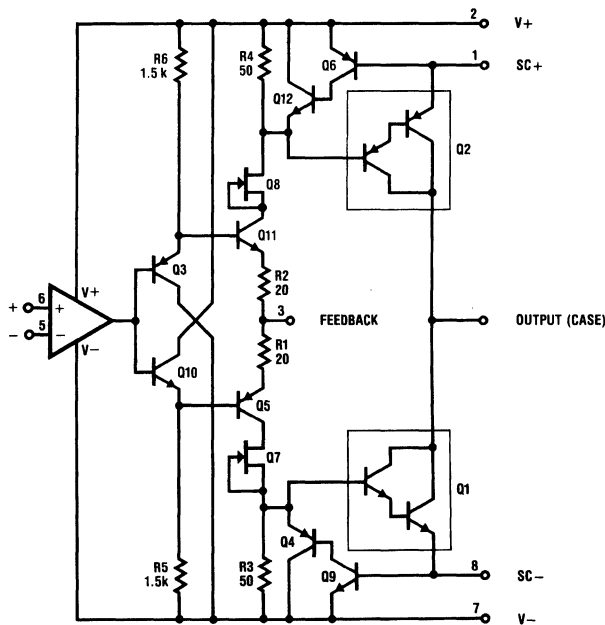 2
V+
1
SC+
R6
1.5 k
R4
50
Q6
Q12
Q2
Q8
Q11
Q3
R2
20
6
+
+
V+
3
FEEDBACK
OUTPUT (CASE)
5
−
−
V−
R1
20
Q10
Q5
Q7
Q1
R5
1.5k
R3
50
Q4
Q9
8
SC−
7
V−